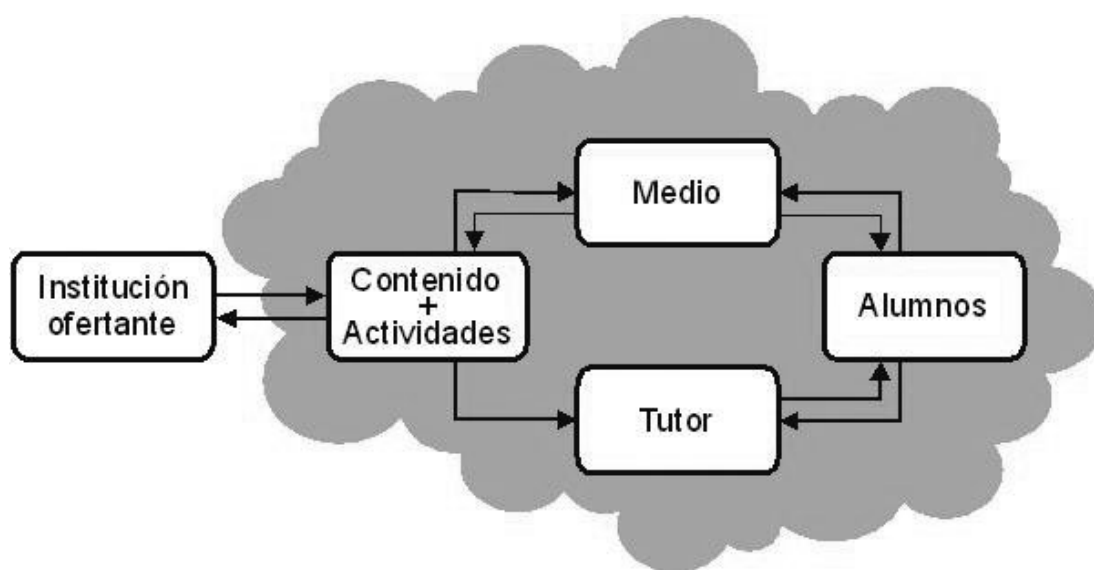 Medio
Institución
ofertante
Contenido
+
Actividades
Alumnos
Tutor